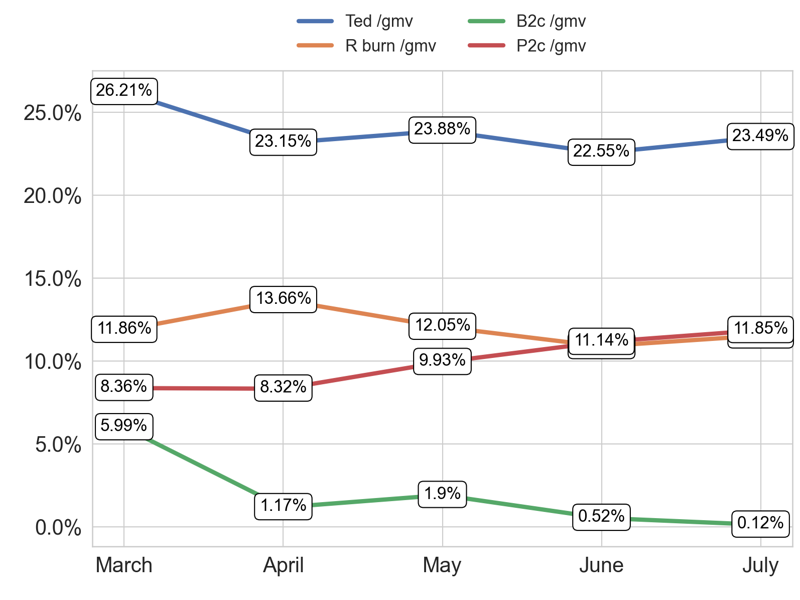 Ted /gmv B2c /gmv
R burn /gmv P2c /gmv
26.21%
25.0%
23.15% 23.88% 22.55% 23.49%
20.0%
15.0%
11.86% 13.66% 12.05% 11.14% 11.85%
10.0%
8.36% 8.32% 9.93%
5.99%
5.0%
1.17% 1.9% 0.52% 0.12%
0.0%
March April May June July